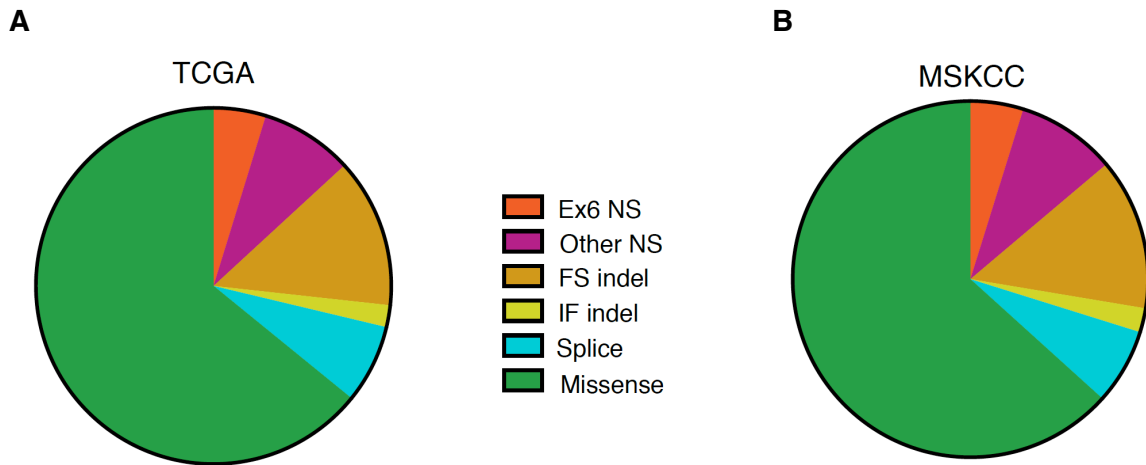 A
TCGA
Ex6 NS
Other NS
FS indel
IF indel
Splice
Missense
B
MSKCC